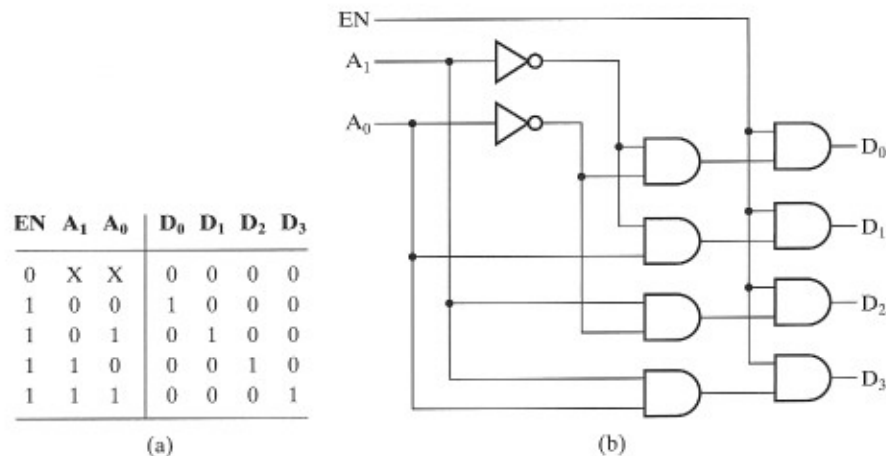 EN
A₁
A₀
D₀
D₁
D₂
D₃
EN A₁ A₀ D₀ D₁ D₂ D₃
0 X X 0 0 0 0
1 0 0 1 0 0 0
1 0 1 0 1 0 0
1 1 0 0 0 1 0
1 1 1 0 0 0 1
(a)
(b)